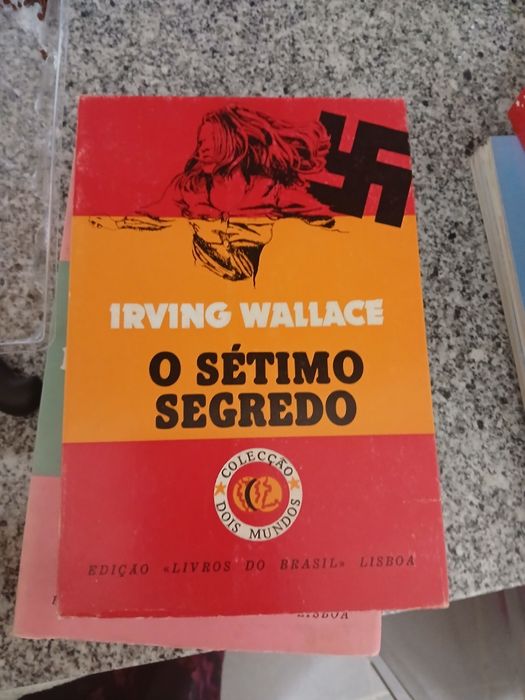 IRVING WALLACE
O SÉTIMO
SEGREDO
COLECÇÃO
DOIS MUNDOS
EDIÇÃO «LIVROS DO BRASIL» LISBOA
LISBOA